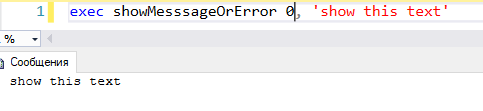 1 exec showMesssageOrError 0, 'show this text'
%
Сообщения
show this text